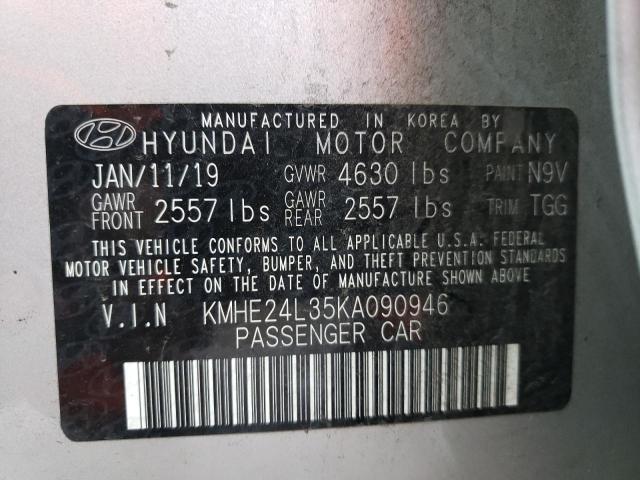 MANUFACTURED IN KOREA BY
HYUNDAI MOTOR COMPANY
JAN/11/19 GVWR 4630 lbs PAINT N9V
GAWR FRONT 2557 lbs GAWR REAR 2557 lbs TRIM TGG
THIS VEHICLE CONFORMS TO ALL APPLICABLE U.S.A. FEDERAL
MOTOR VEHICLE SAFETY, BUMPER, AND THEFT PREVENTION STANDARDS
IN EFFECT ON THE DATE OF MANUFACTURE SHOWN ABOVE.
V.I.N KMHE24L35KA090946
PASSENGER CAR